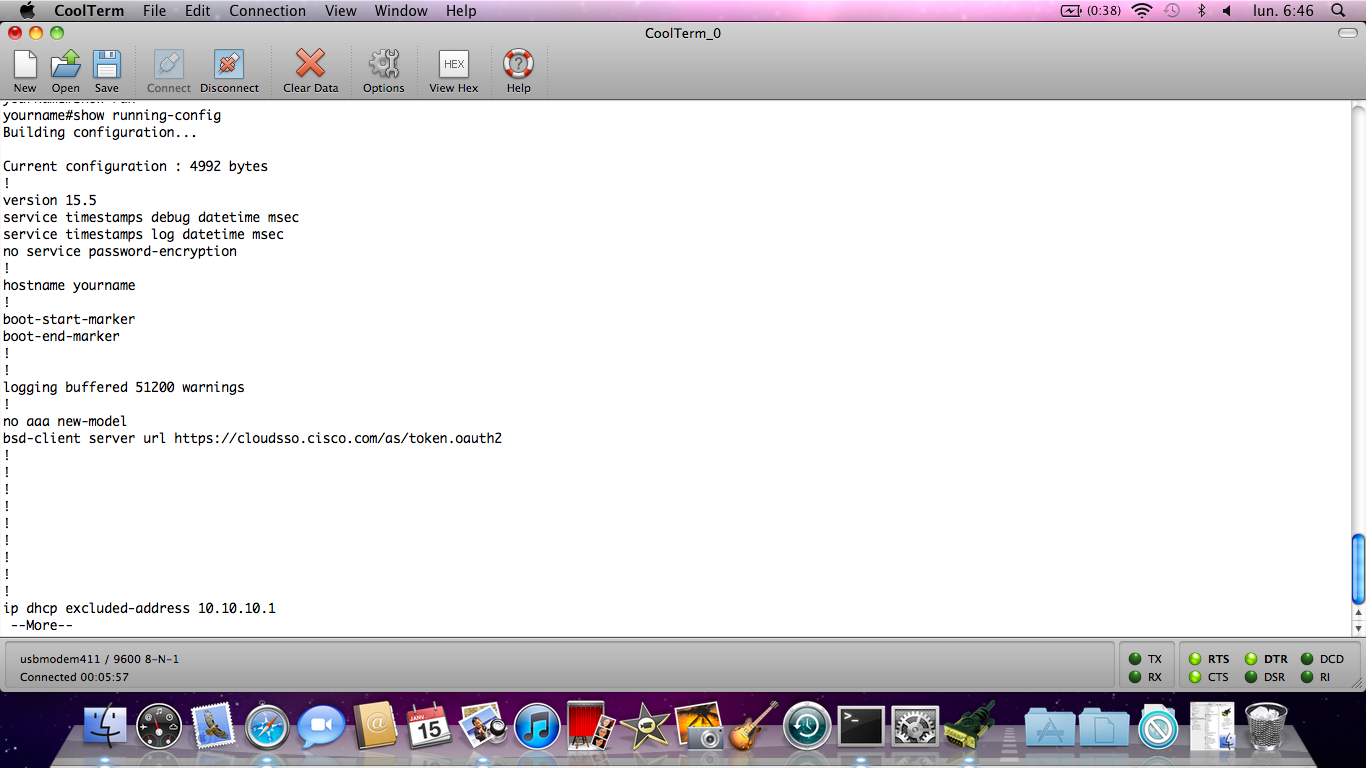 CoolTerm File Edit Connection View Window Help (0:38) lun. 6:46
CoolTerm_0
HEX
New Open Save Connect Disconnect Clear Data Options View Hex Help
yourname#show running-config
Building configuration...
Current configuration : 4992 bytes
!
version 15.5
service timestamps debug datetime msec
service timestamps log datetime msec
no service password-encryption
!
hostname yourname
!
boot-start-marker
boot-end-marker
!
!
logging buffered 51200 warnings
!
no aaa new-model
bsd-client server url https://cloudsso.cisco.com/as/token.oauth2
!
!
!
!
!
!
!
!
!
ip dhcp excluded-address 10.10.10.1
--More--
usbmodem411 / 9600 8-N-1
Connected 00:05:57
TX RTS DTR DCD
RX CTS DSR RI
JANV.
15